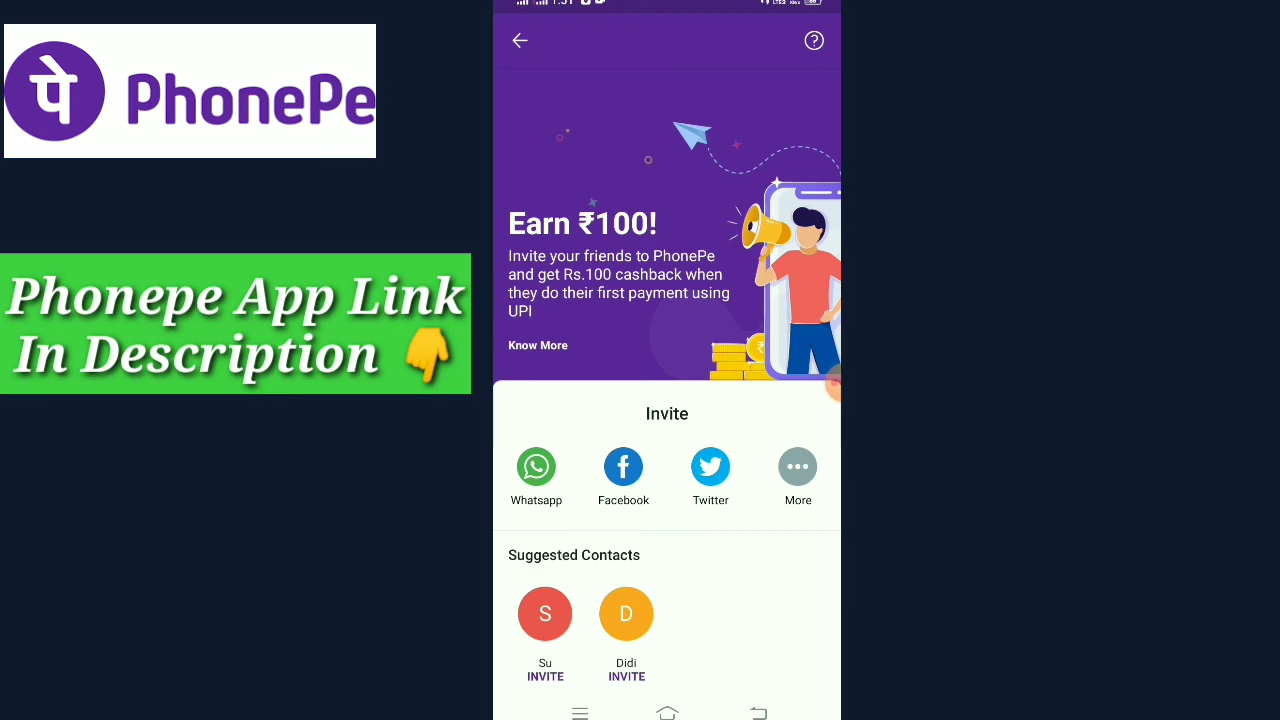 पे PhonePe
Phonepe App Link
In Description 👇
1:51
Earn ₹100!
Invite your friends to PhonePe
and get Rs.100 cashback when
they do their first payment using
UPI
Know More
Invite
Whatsapp Facebook Twitter More
Suggested Contacts
S D
Su Didi
INVITE INVITE